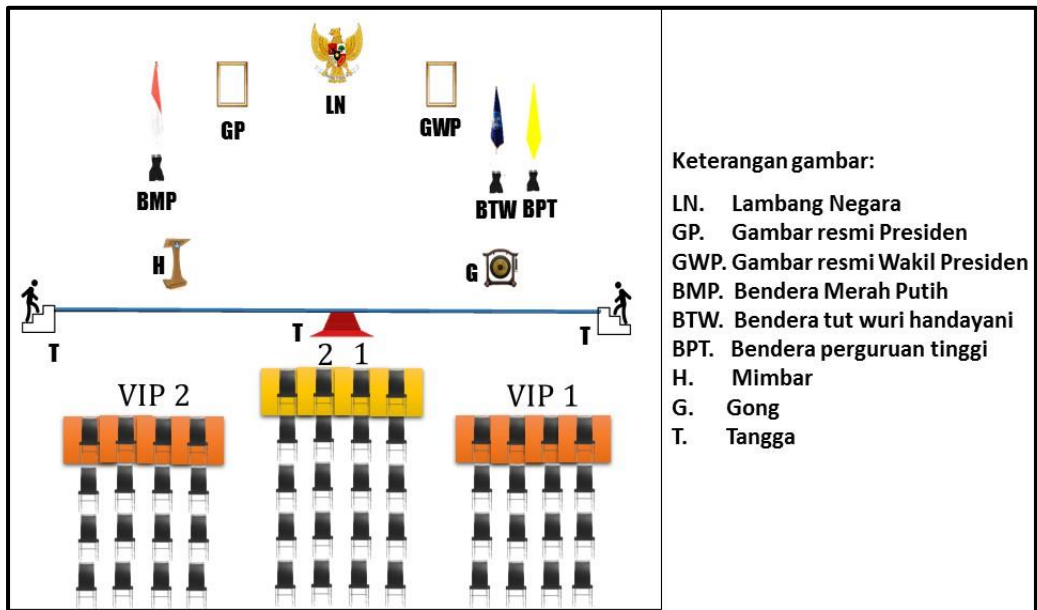 LN
GP
GWP
BMP
BTW BPT
H
G
T
T
T
2 1
VIP 2
VIP 1
Keterangan gambar:
LN. Lambang Negara
GP. Gambar resmi Presiden
GWP. Gambar resmi Wakil Presiden
BMP. Bendera Merah Putih
BTW. Bendera tut wuri handayani
BPT. Bendera perguruan tinggi
H. Mimbar
G. Gong
T. Tangga